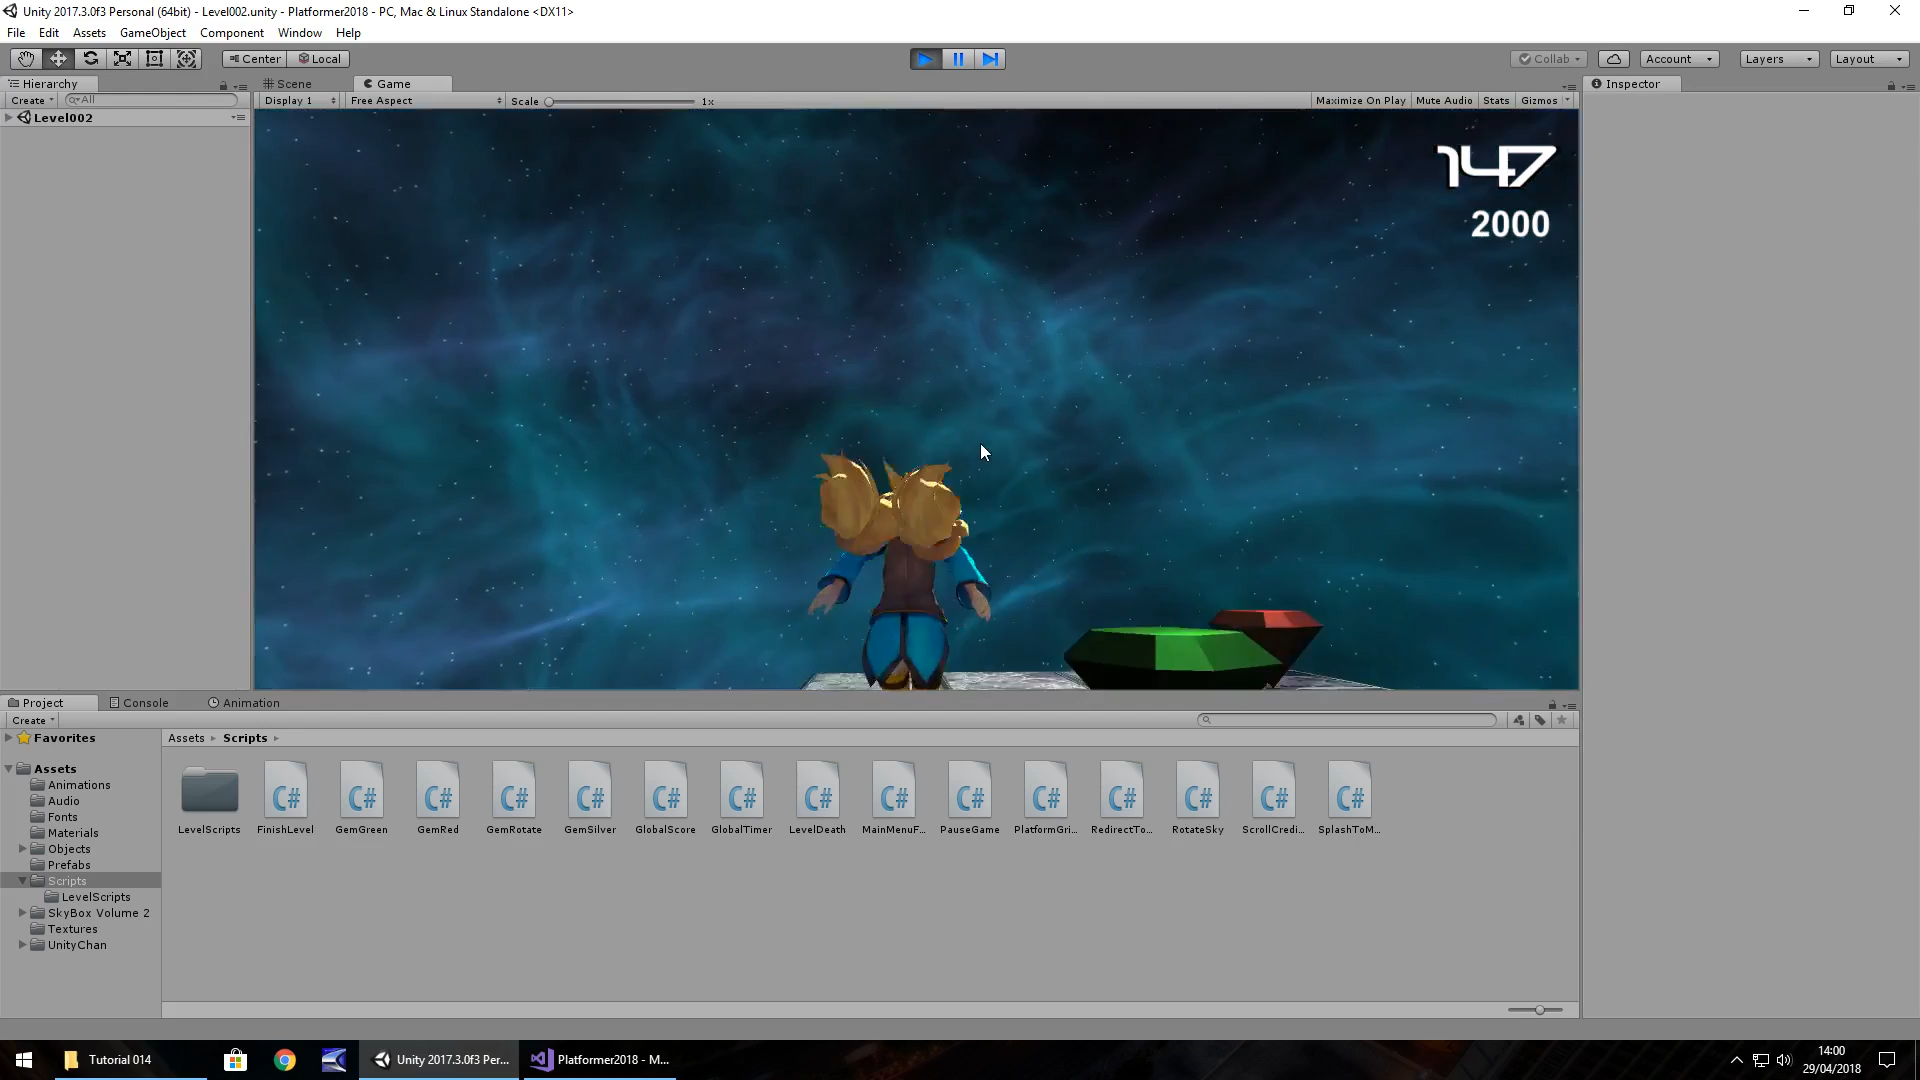 Unity 2017.3.0f3 Personal (64bit) - Level002.unity - Platformer2018 - PC, Mac & Linux Standalone <DX11>
File Edit Assets GameObject Component Window Help
Center Local Collab Account Layers Layout
Hierarchy Scene Game Inspector
Create All Display 1 Free Aspect Scale 1x Maximize On Play Mute Audio Stats Gizmos
Level002
147
2000
Project Console Animation
Create
Favorites
Assets Scripts
Assets
Animations
Audio
Fonts
Materials
Objects
Prefabs
Scripts
LevelScripts
SkyBox Volume 2
Textures
UnityChan
C# C# C# C# C# C# C# C# C# C# C# C# C# C# C#
LevelScripts FinishLevel GemGreen GemRed GemRotate GemSilver GlobalScore GlobalTimer LevelDeath MainMenuF... PauseGame PlatformGri... RedirectTo... RotateSky ScrollCredi... SplashToM...
Tutorial 014 Unity 2017.3.0f3 Per... Platformer2018 - M...
14:00
29/04/2018